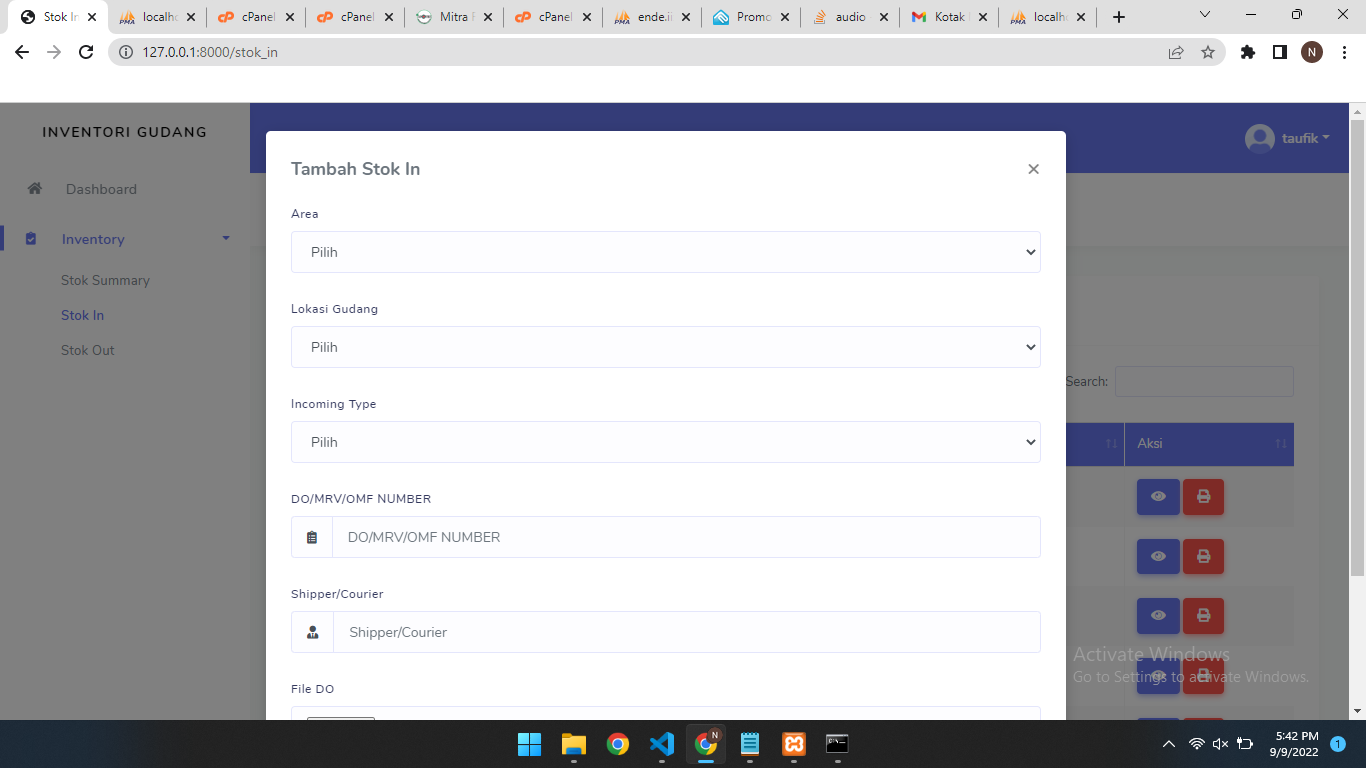 Stok In
localho
cPanel
cPanel
Mitra F
cPanel
ende.ii
Promo
audio
Kotak
localho
127.0.0.1:8000/stok_in
N
INVENTORI GUDANG
taufik
Dashboard
Inventory
Stok Summary
Stok In
Stok Out
Tambah Stok In
×
Area
Pilih
Lokasi Gudang
Pilih
Incoming Type
Pilih
DO/MRV/OMF NUMBER
DO/MRV/OMF NUMBER
Shipper/Courier
Shipper/Courier
File DO
Search:
Aksi
Activate Windows
Go to Settings to activate Windows.
N
5:42 PM
9/9/2022
1